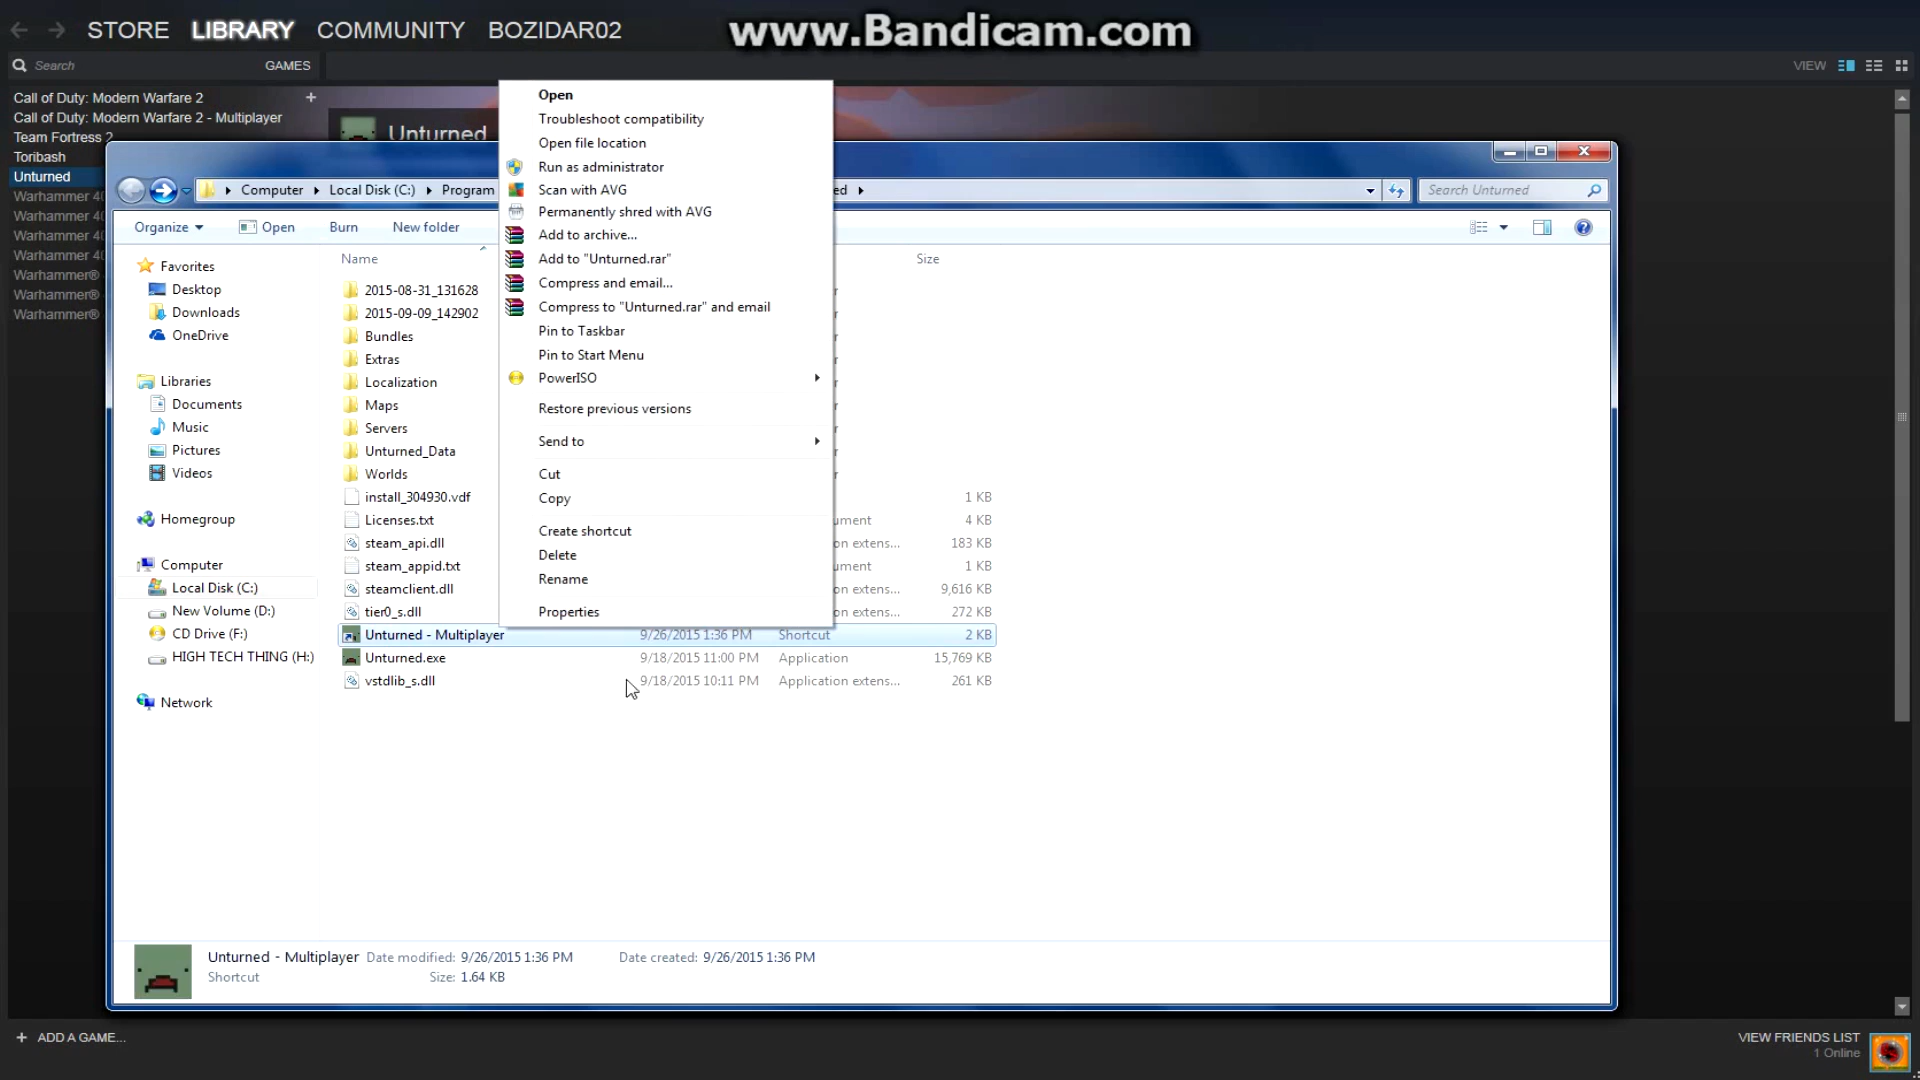 STORE LIBRARY COMMUNITY BOZIDAR02
www.Bandicam.com
Search GAMES VIEW
Call of Duty: Modern Warfare 2 +
Call of Duty: Modern Warfare 2 - Multiplayer
Team Fortress 2
Toribash
Unturned
Warhammer 40
Warhammer 40
Warhammer 40
Warhammer 40
Warhammer®
Warhammer®
Warhammer®
Unturned
Computer Local Disk (C:) Program ed
Search Unturned
Organize Open Burn New folder
Name Size
Favorites
Desktop
Downloads
OneDrive
Libraries
Documents
Music
Pictures
Videos
Homegroup
Computer
Local Disk (C:)
New Volume (D:)
CD Drive (F:)
HIGH TECH THING (H:)
Network
2015-08-31_131628
2015-09-09_142902
Bundles
Extras
Localization
Maps
Servers
Unturned_Data
Worlds
install_304930.vdf 1 KB
Licenses.txt ument 4 KB
steam_api.dll on extens... 183 KB
steam_appid.txt ument 1 KB
steamclient.dll on extens... 9,616 KB
tier0_s.dll on extens... 272 KB
Unturned - Multiplayer 9/26/2015 1:36 PM Shortcut 2 KB
Unturned.exe 9/18/2015 11:00 PM Application 15,769 KB
vstdlib_s.dll 9/18/2015 10:11 PM Application extens... 261 KB
Open
Troubleshoot compatibility
Open file location
Run as administrator
Scan with AVG
Permanently shred with AVG
Add to archive...
Add to "Unturned.rar"
Compress and email...
Compress to "Unturned.rar" and email
Pin to Taskbar
Pin to Start Menu
PowerISO
Restore previous versions
Send to
Cut
Copy
Create shortcut
Delete
Rename
Properties
Unturned - Multiplayer Date modified: 9/26/2015 1:36 PM Date created: 9/26/2015 1:36 PM
Shortcut Size: 1.64 KB
+ ADD A GAME...
VIEW FRIENDS LIST
1 Online